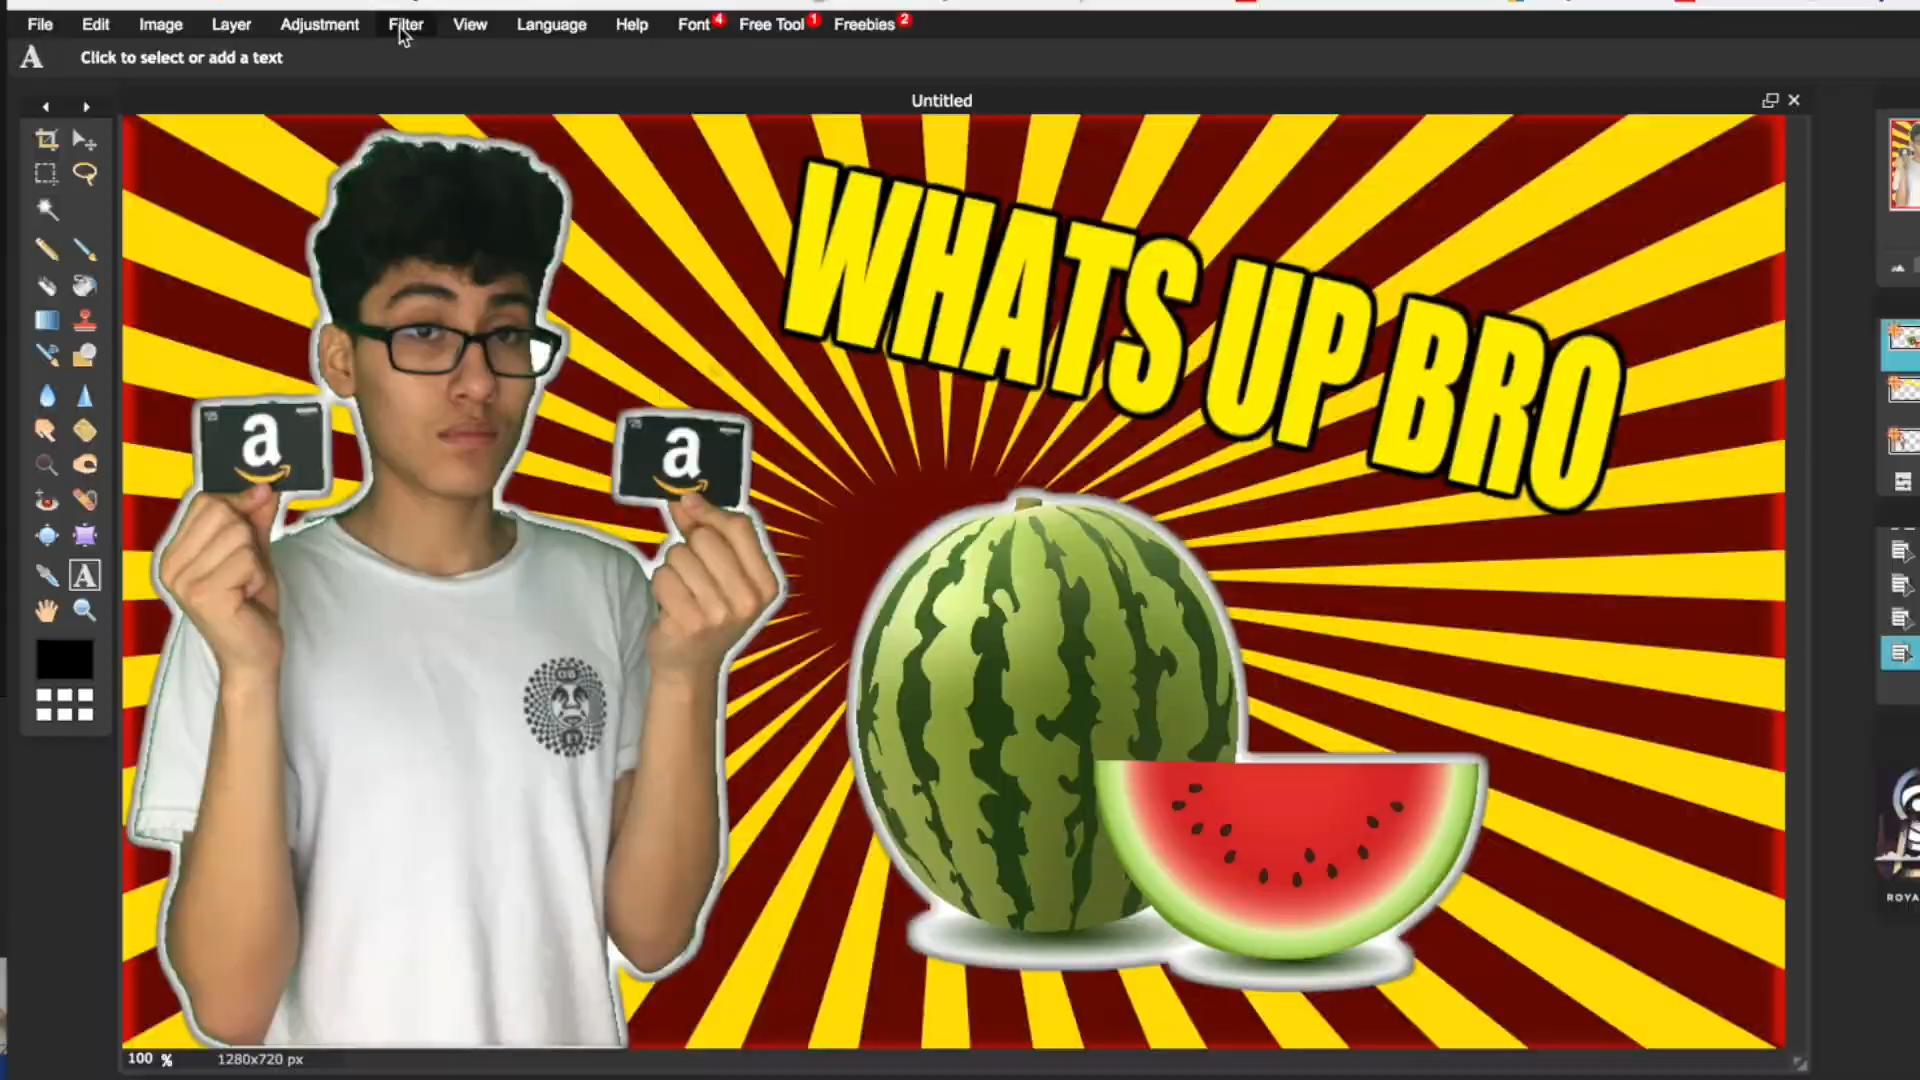 File Edit Image Layer Adjustment Filter View Language Help Font 4 Free Tool 1 Freebies 2
A Click to select or add a text
Untitled
WHATS UP BRO
a
a
A
100 % 1280x720 px
ROYA